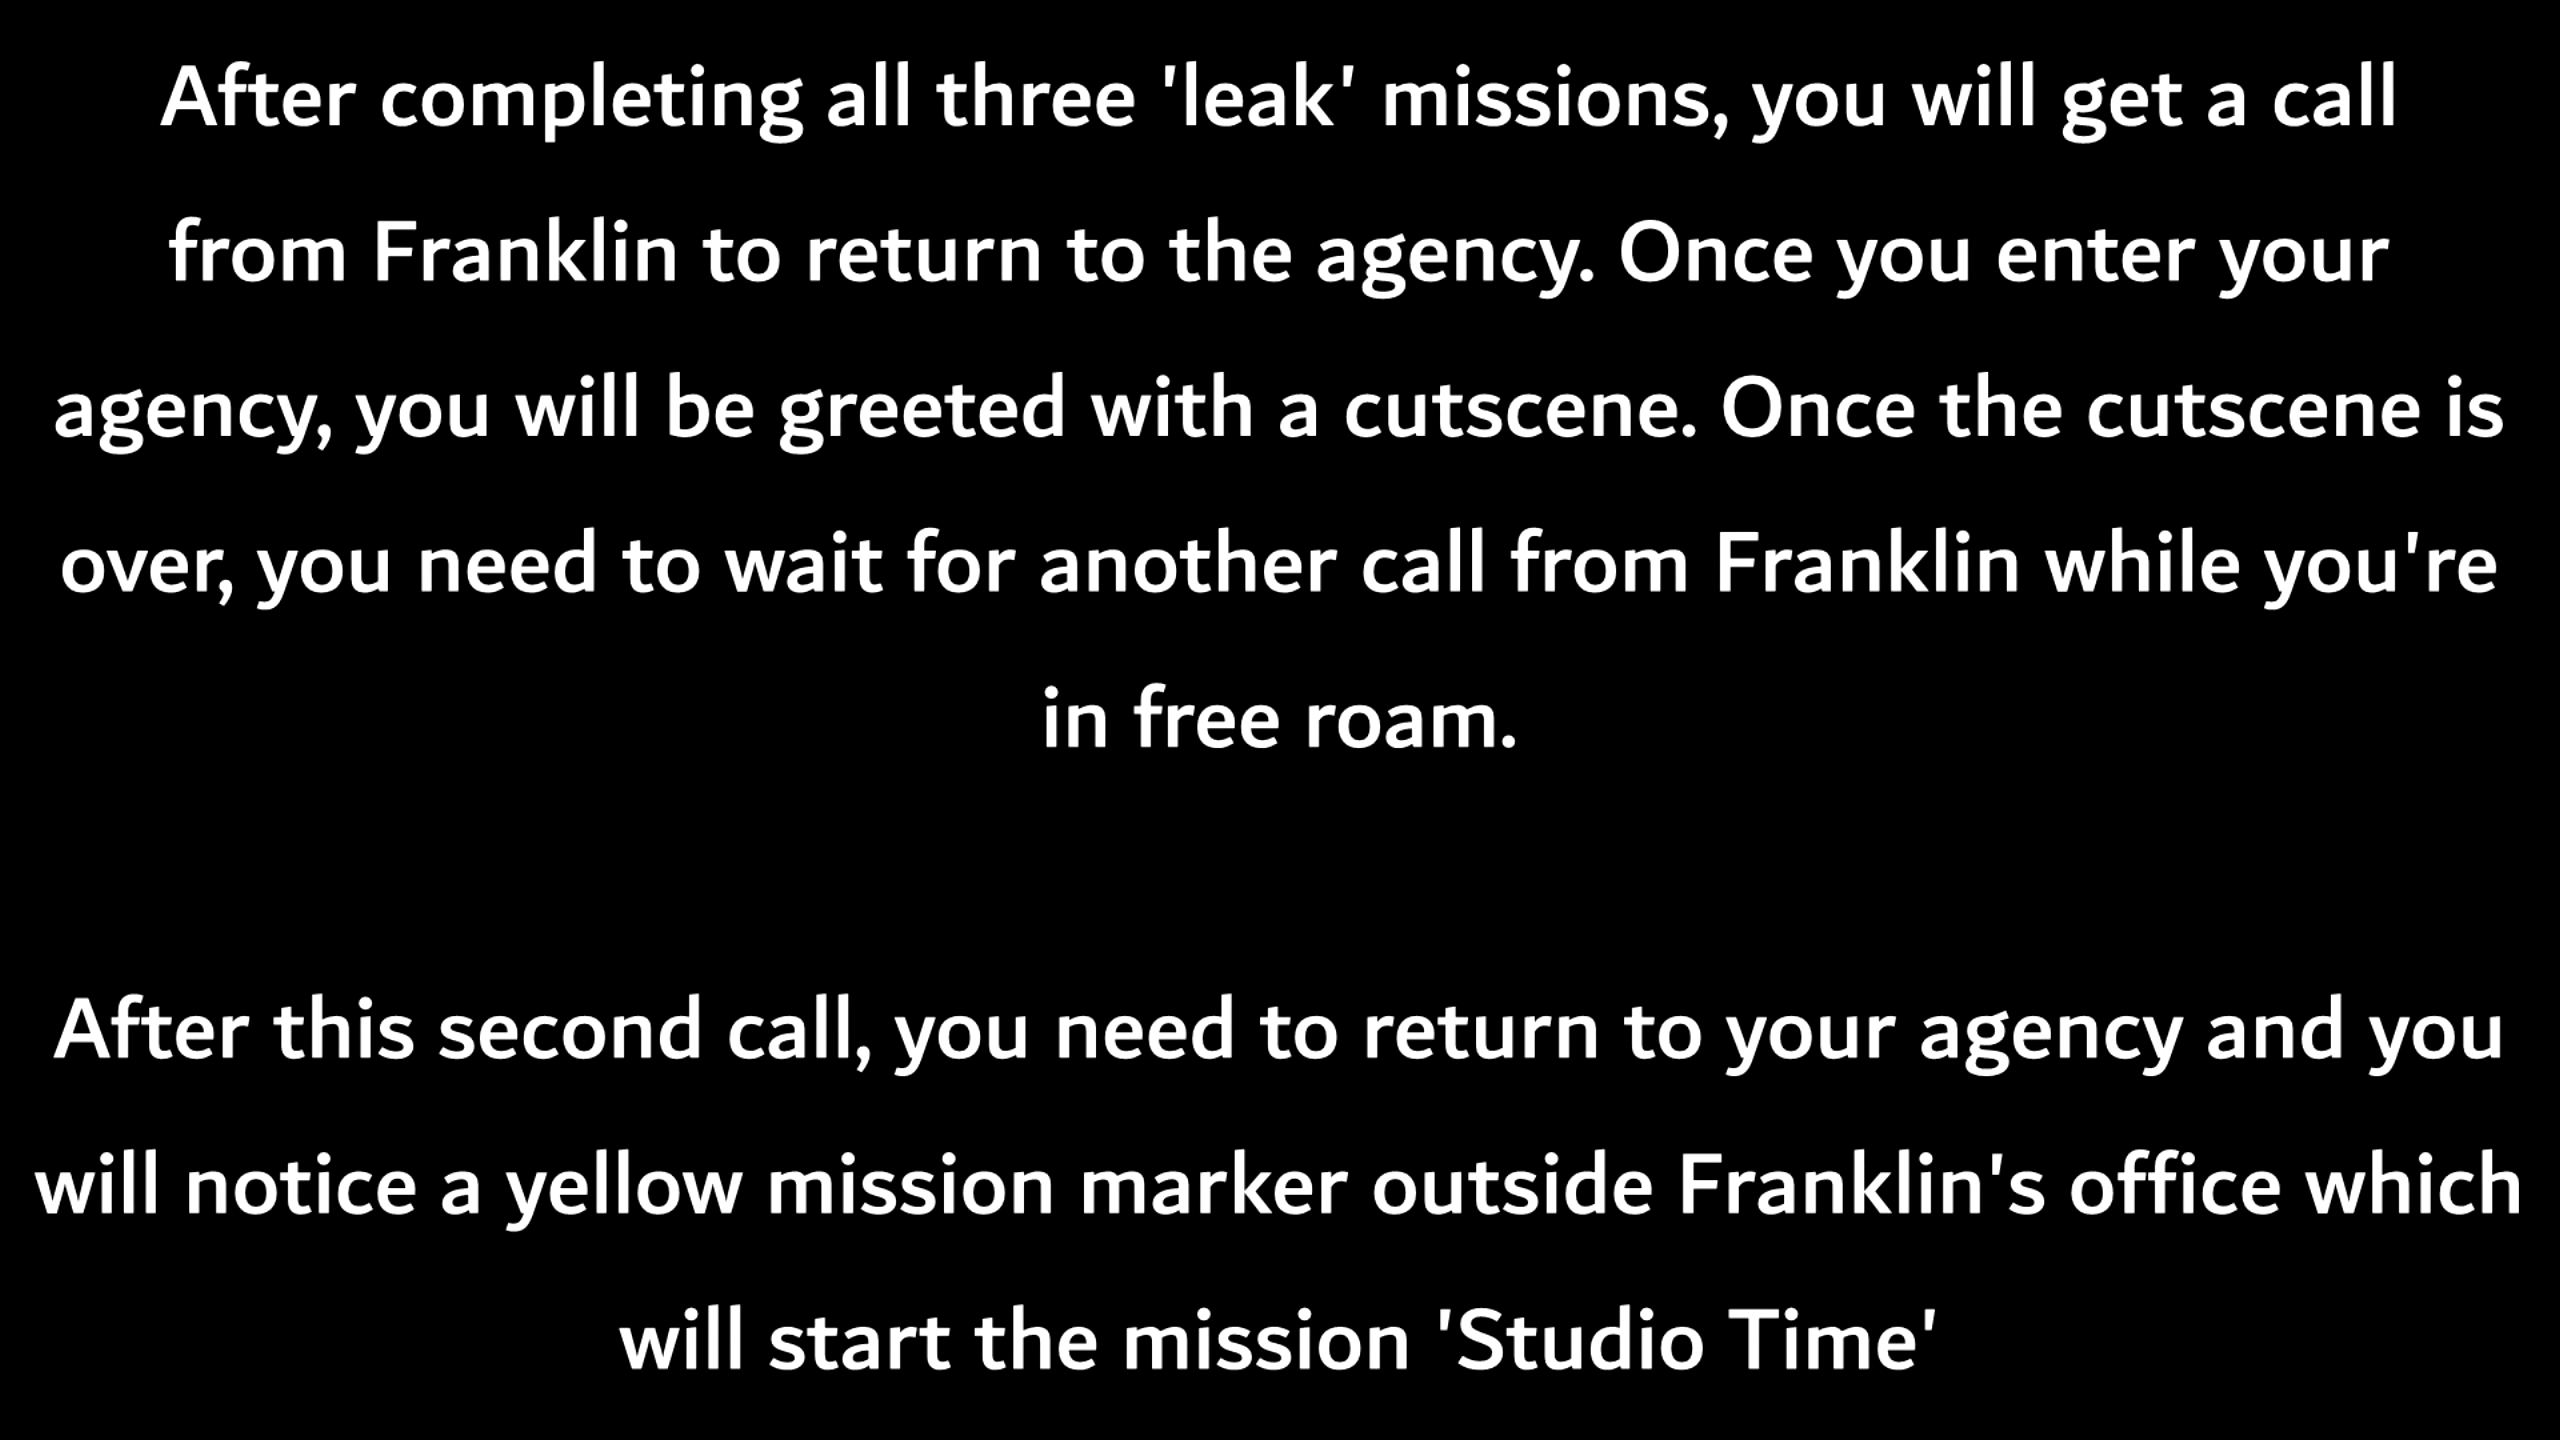 After completing all three 'leak' missions, you will get a call
from Franklin to return to the agency. Once you enter your
agency, you will be greeted with a cutscene. Once the cutscene is
over, you need to wait for another call from Franklin while you're
in free roam.
After this second call, you need to return to your agency and you
will notice a yellow mission marker outside Franklin's office which
will start the mission 'Studio Time'